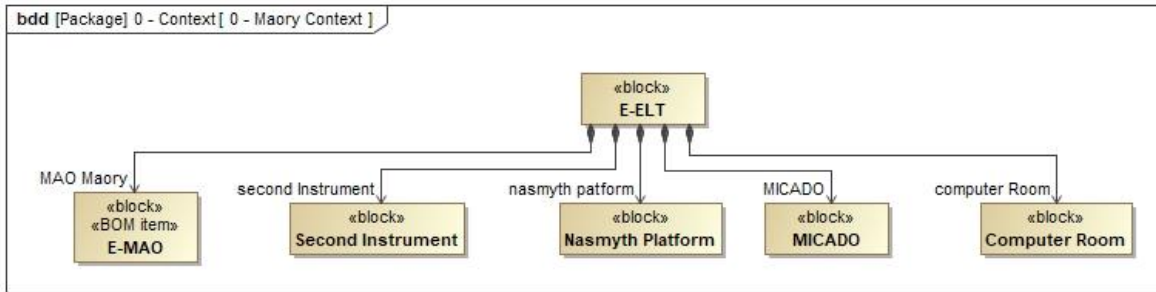 bdd [Package] 0 - Context [ 0 - Maory Context ]
«block»
E-ELT
MAO Maory
second Instrument
nasmyth patform
MICADO
computer Room
«block»
«BOM item»
E-MAO
«block»
Second Instrument
«block»
Nasmyth Platform
«block»
MICADO
«block»
Computer Room